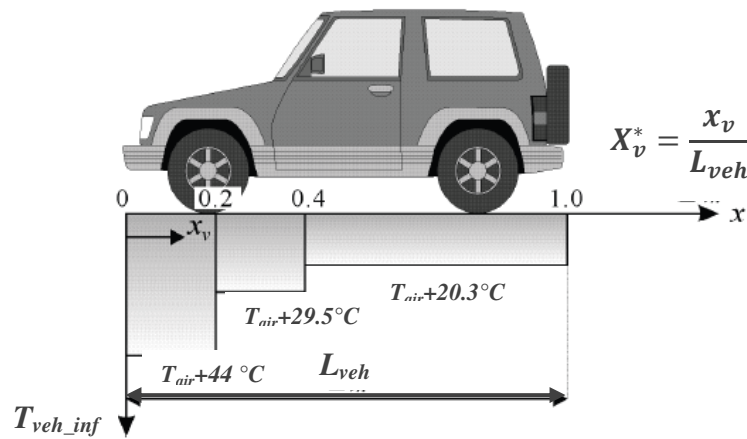 X*v = xv / Lveh
0 0.2 0.4 1.0
xv x
Tair+20.3°C
Tair+29.5°C
Tair+44 °C
Lveh
Tveh_inf